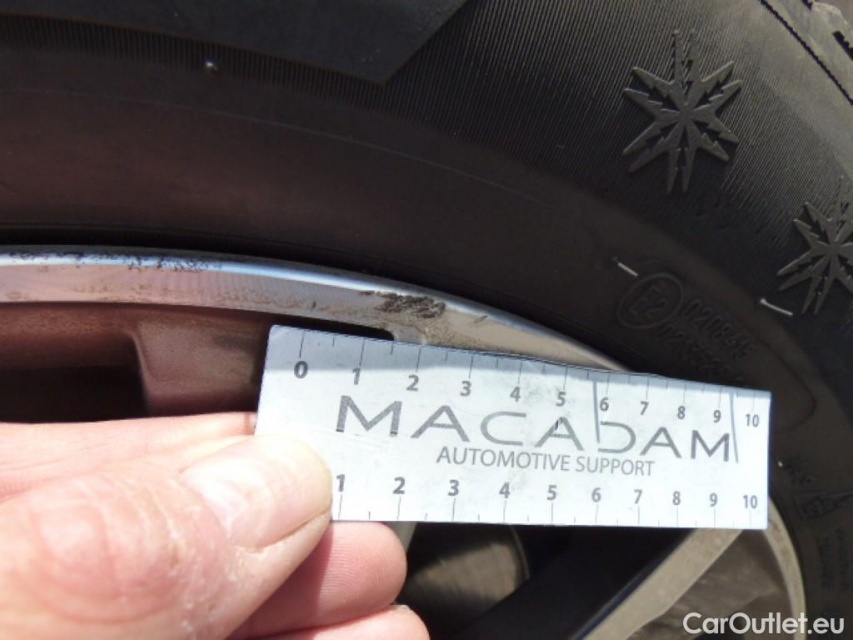 0 1 2 3 4 5 6 7 8 9 10
MACADAM
AUTOMOTIVE SUPPORT
1 2 3 4 5 6 7 8 9 10
CarOutlet.eu